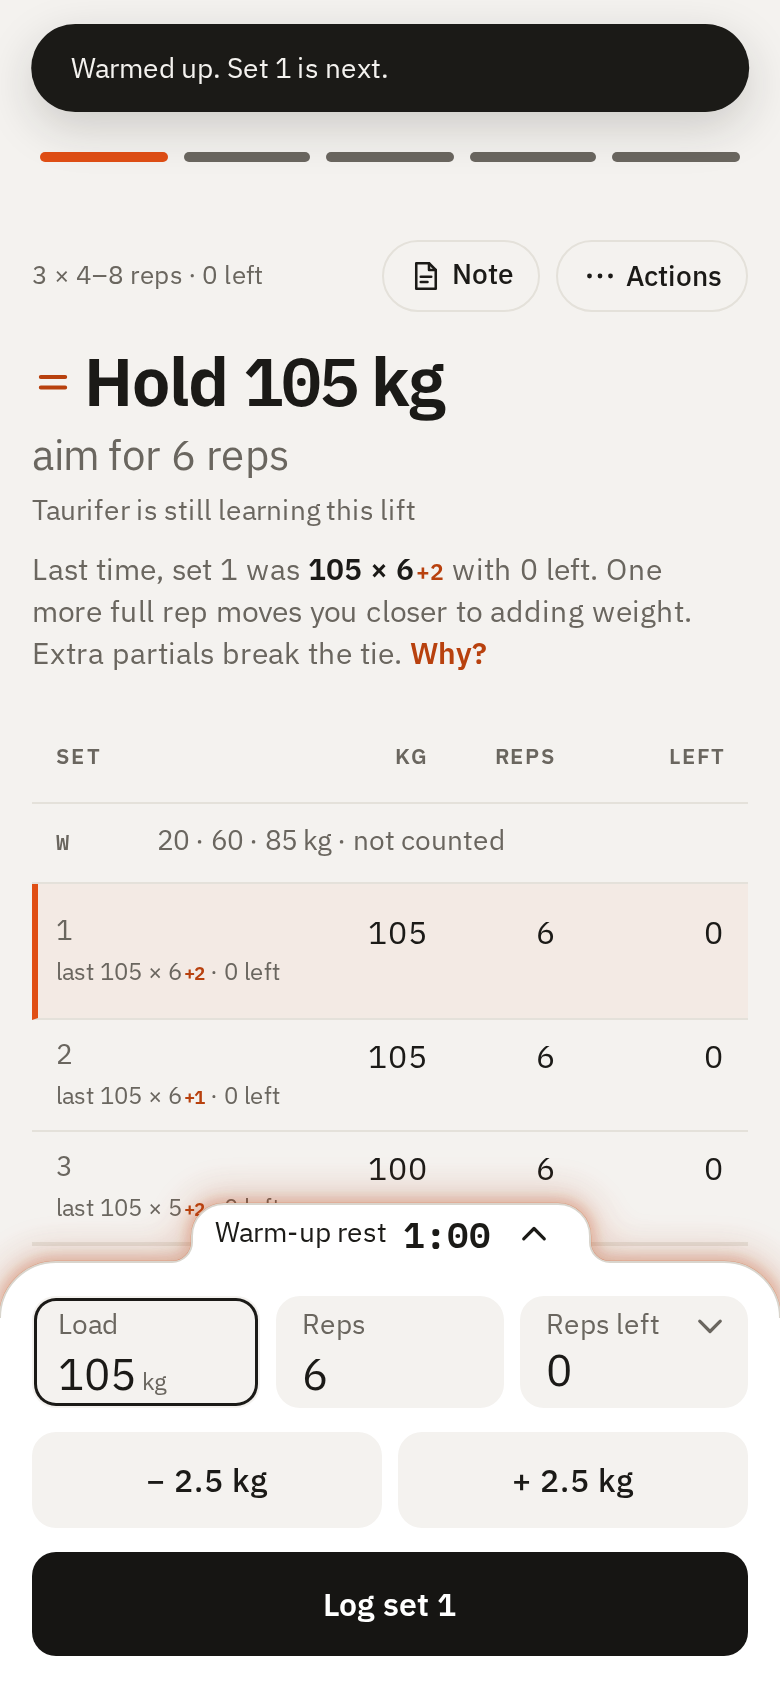 Warmed up. Set 1 is next.
3 × 4–8 reps · 0 left
Note
Actions
= Hold 105 kg
aim for 6 reps
Taurifer is still learning this lift
Last time, set 1 was 105 × 6+2 with 0 left. One
more full rep moves you closer to adding weight.
Extra partials break the tie. Why?
SET KG REPS LEFT
W 20 · 60 · 85 kg · not counted
1 105 6 0
last 105 × 6+2 · 0 left
2 105 6 0
last 105 × 6+1 · 0 left
3 100 6 0
last 105 × 5+2
Warm-up rest 1:00
Load Reps Reps left
105 kg 6 0
− 2.5 kg + 2.5 kg
Log set 1